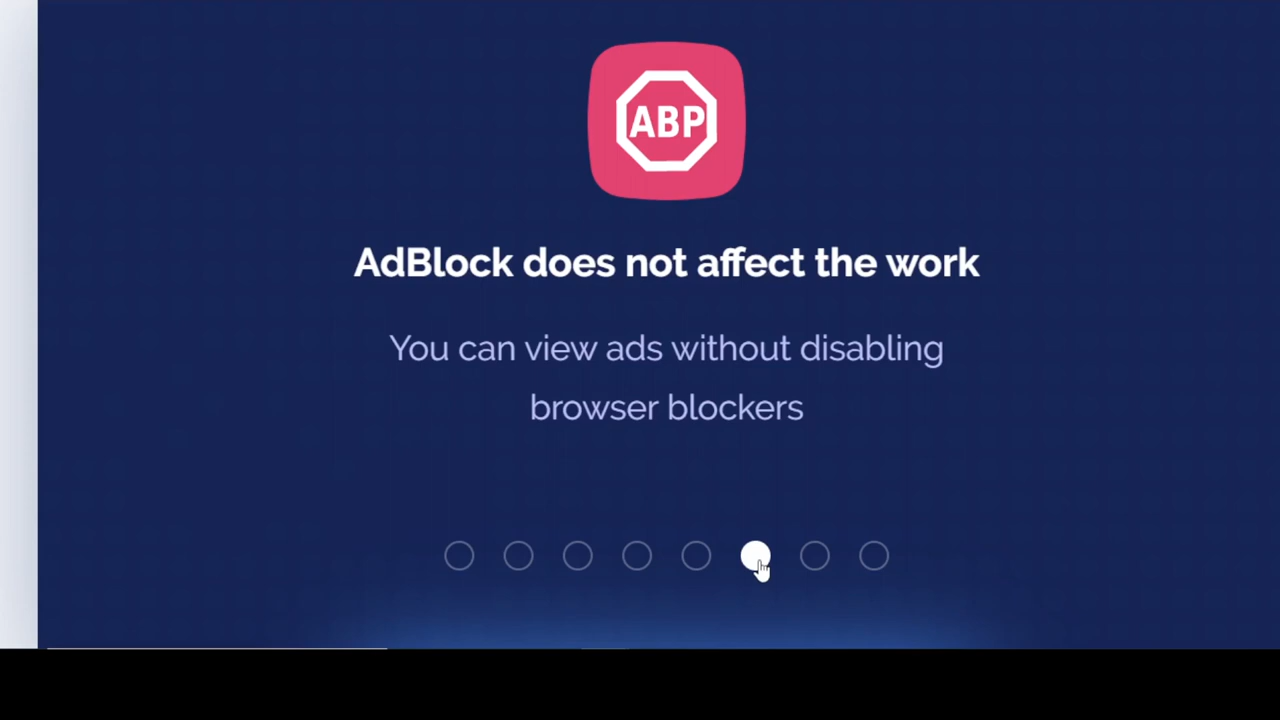 ABP
AdBlock does not affect the work
You can view ads without disabling
browser blockers